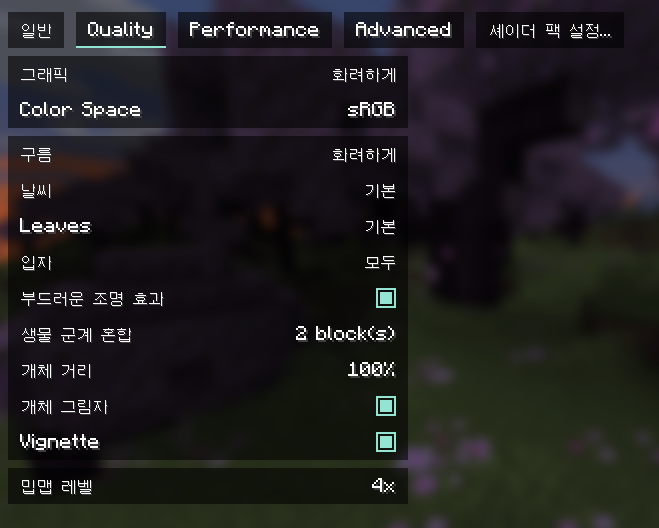 일반 Quality Performance Advanced 셰이더 팩 설정...
그래픽 화려하게
Color Space sRGB
구름 화려하게
날씨 기본
Leaves 기본
입자 모두
부드러운 조명 효과
생물 군계 혼합 2 block(s)
개체 거리 100%
개체 그림자
Vignette
밉맵 레벨 4x